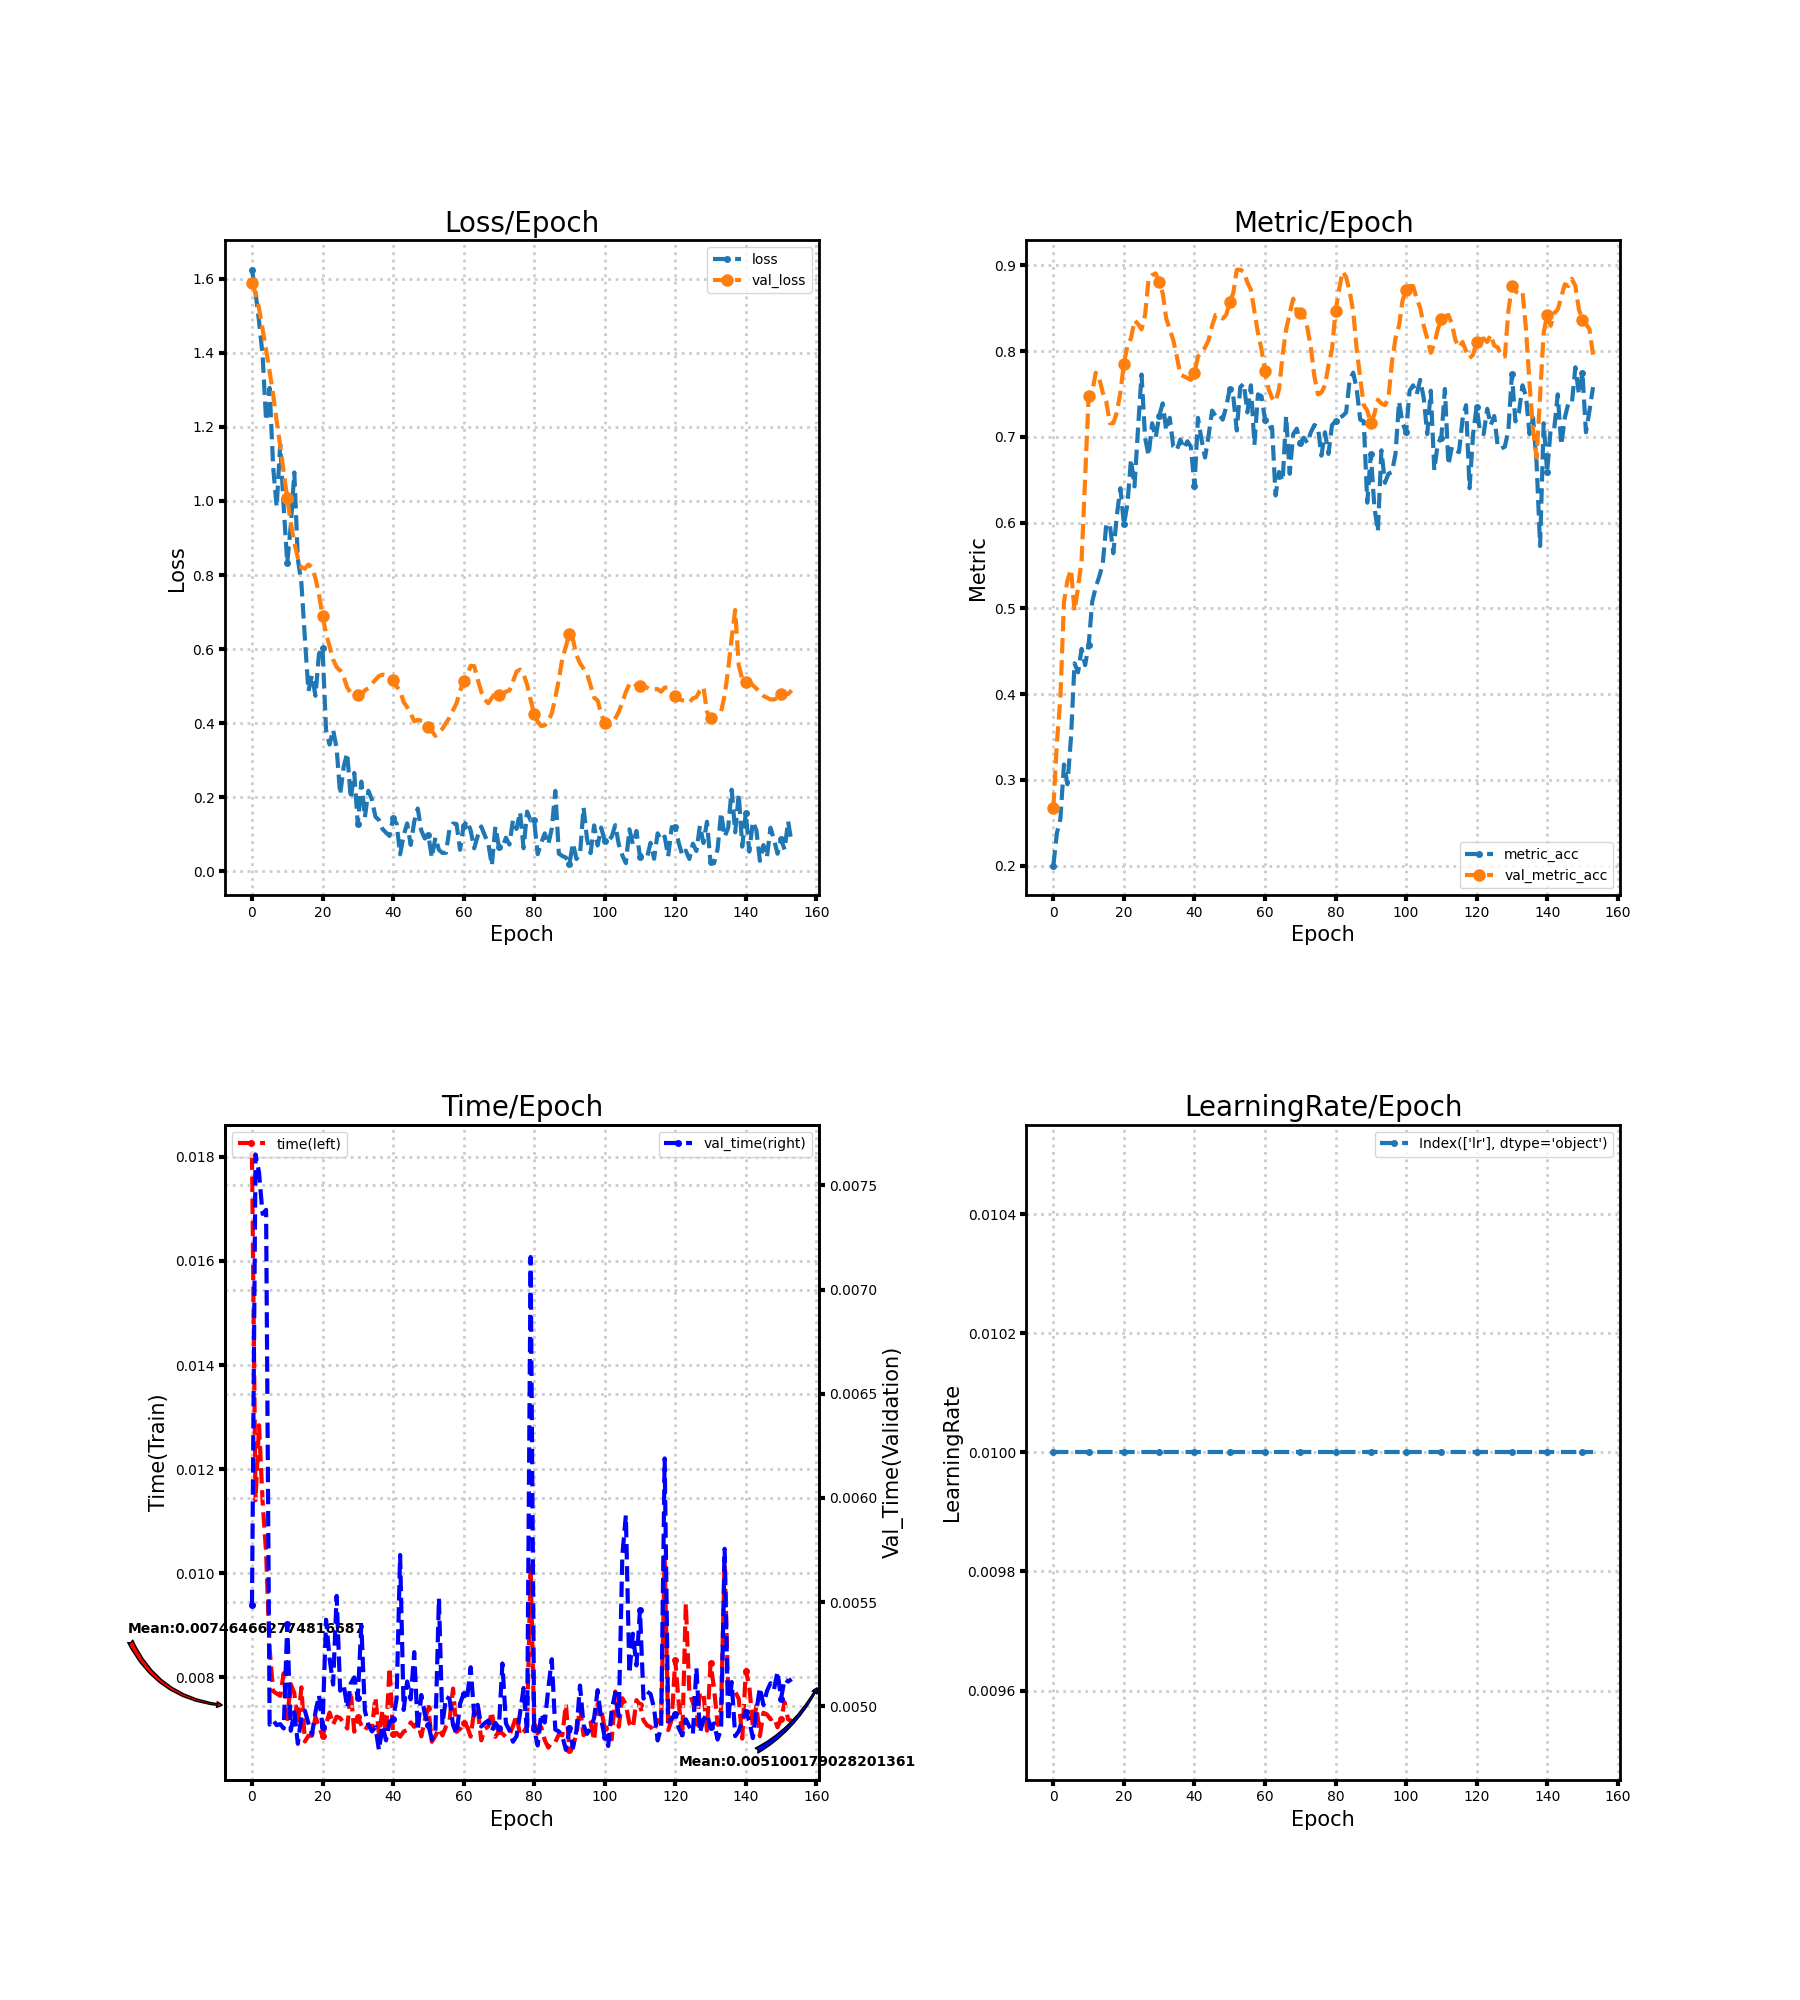 Loss/Epoch
loss
val_loss
1.6
1.4
1.2
1.0
0.8
0.6
0.4
0.2
0.0
Loss
0 20 40 60 80 100 120 140 160
Epoch
Metric/Epoch
0.9
0.8
0.7
0.6
0.5
0.4
0.3
0.2
Metric
metric_acc
val_metric_acc
0 20 40 60 80 100 120 140 160
Epoch
Time/Epoch
time(left)
val_time(right)
0.018
0.016
0.014
0.012
0.010
0.008
Time(Train)
0.0075
0.0070
0.0065
0.0060
0.0055
0.0050
Val_Time(Validation)
Mean:0.007464662774816687
Mean:0.005100179028201361
0 20 40 60 80 100 120 140 160
Epoch
LearningRate/Epoch
Index(['lr'], dtype='object')
0.0104
0.0102
0.0100
0.0098
0.0096
LearningRate
0 20 40 60 80 100 120 140 160
Epoch